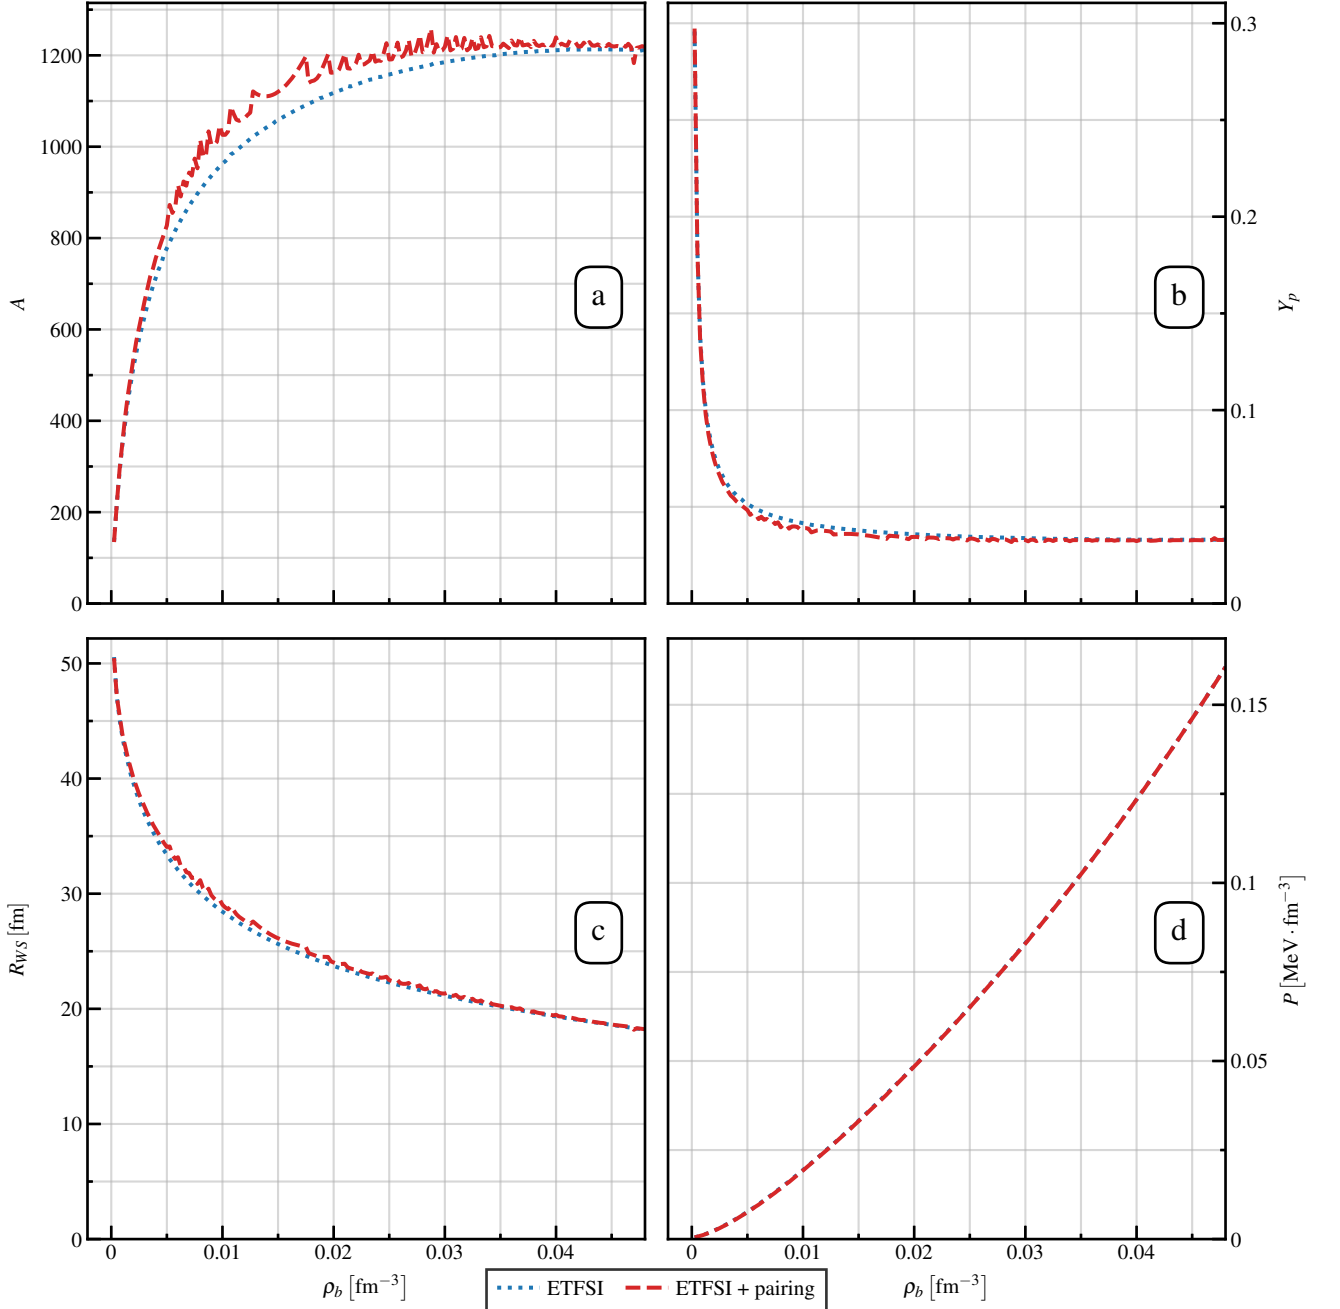 1200
1000
800
600
400
200
0
A
a
0.3
0.2
0.1
0
Y_p
b
50
40
30
20
10
0
R_{WS} [fm]
c
0 0.01 0.02 0.03 0.04
ρ_b [fm⁻³]
0.15
0.1
0.05
0
P [MeV · fm⁻³]
d
0 0.01 0.02 0.03 0.04
ρ_b [fm⁻³]
ETFSI ETFSI + pairing